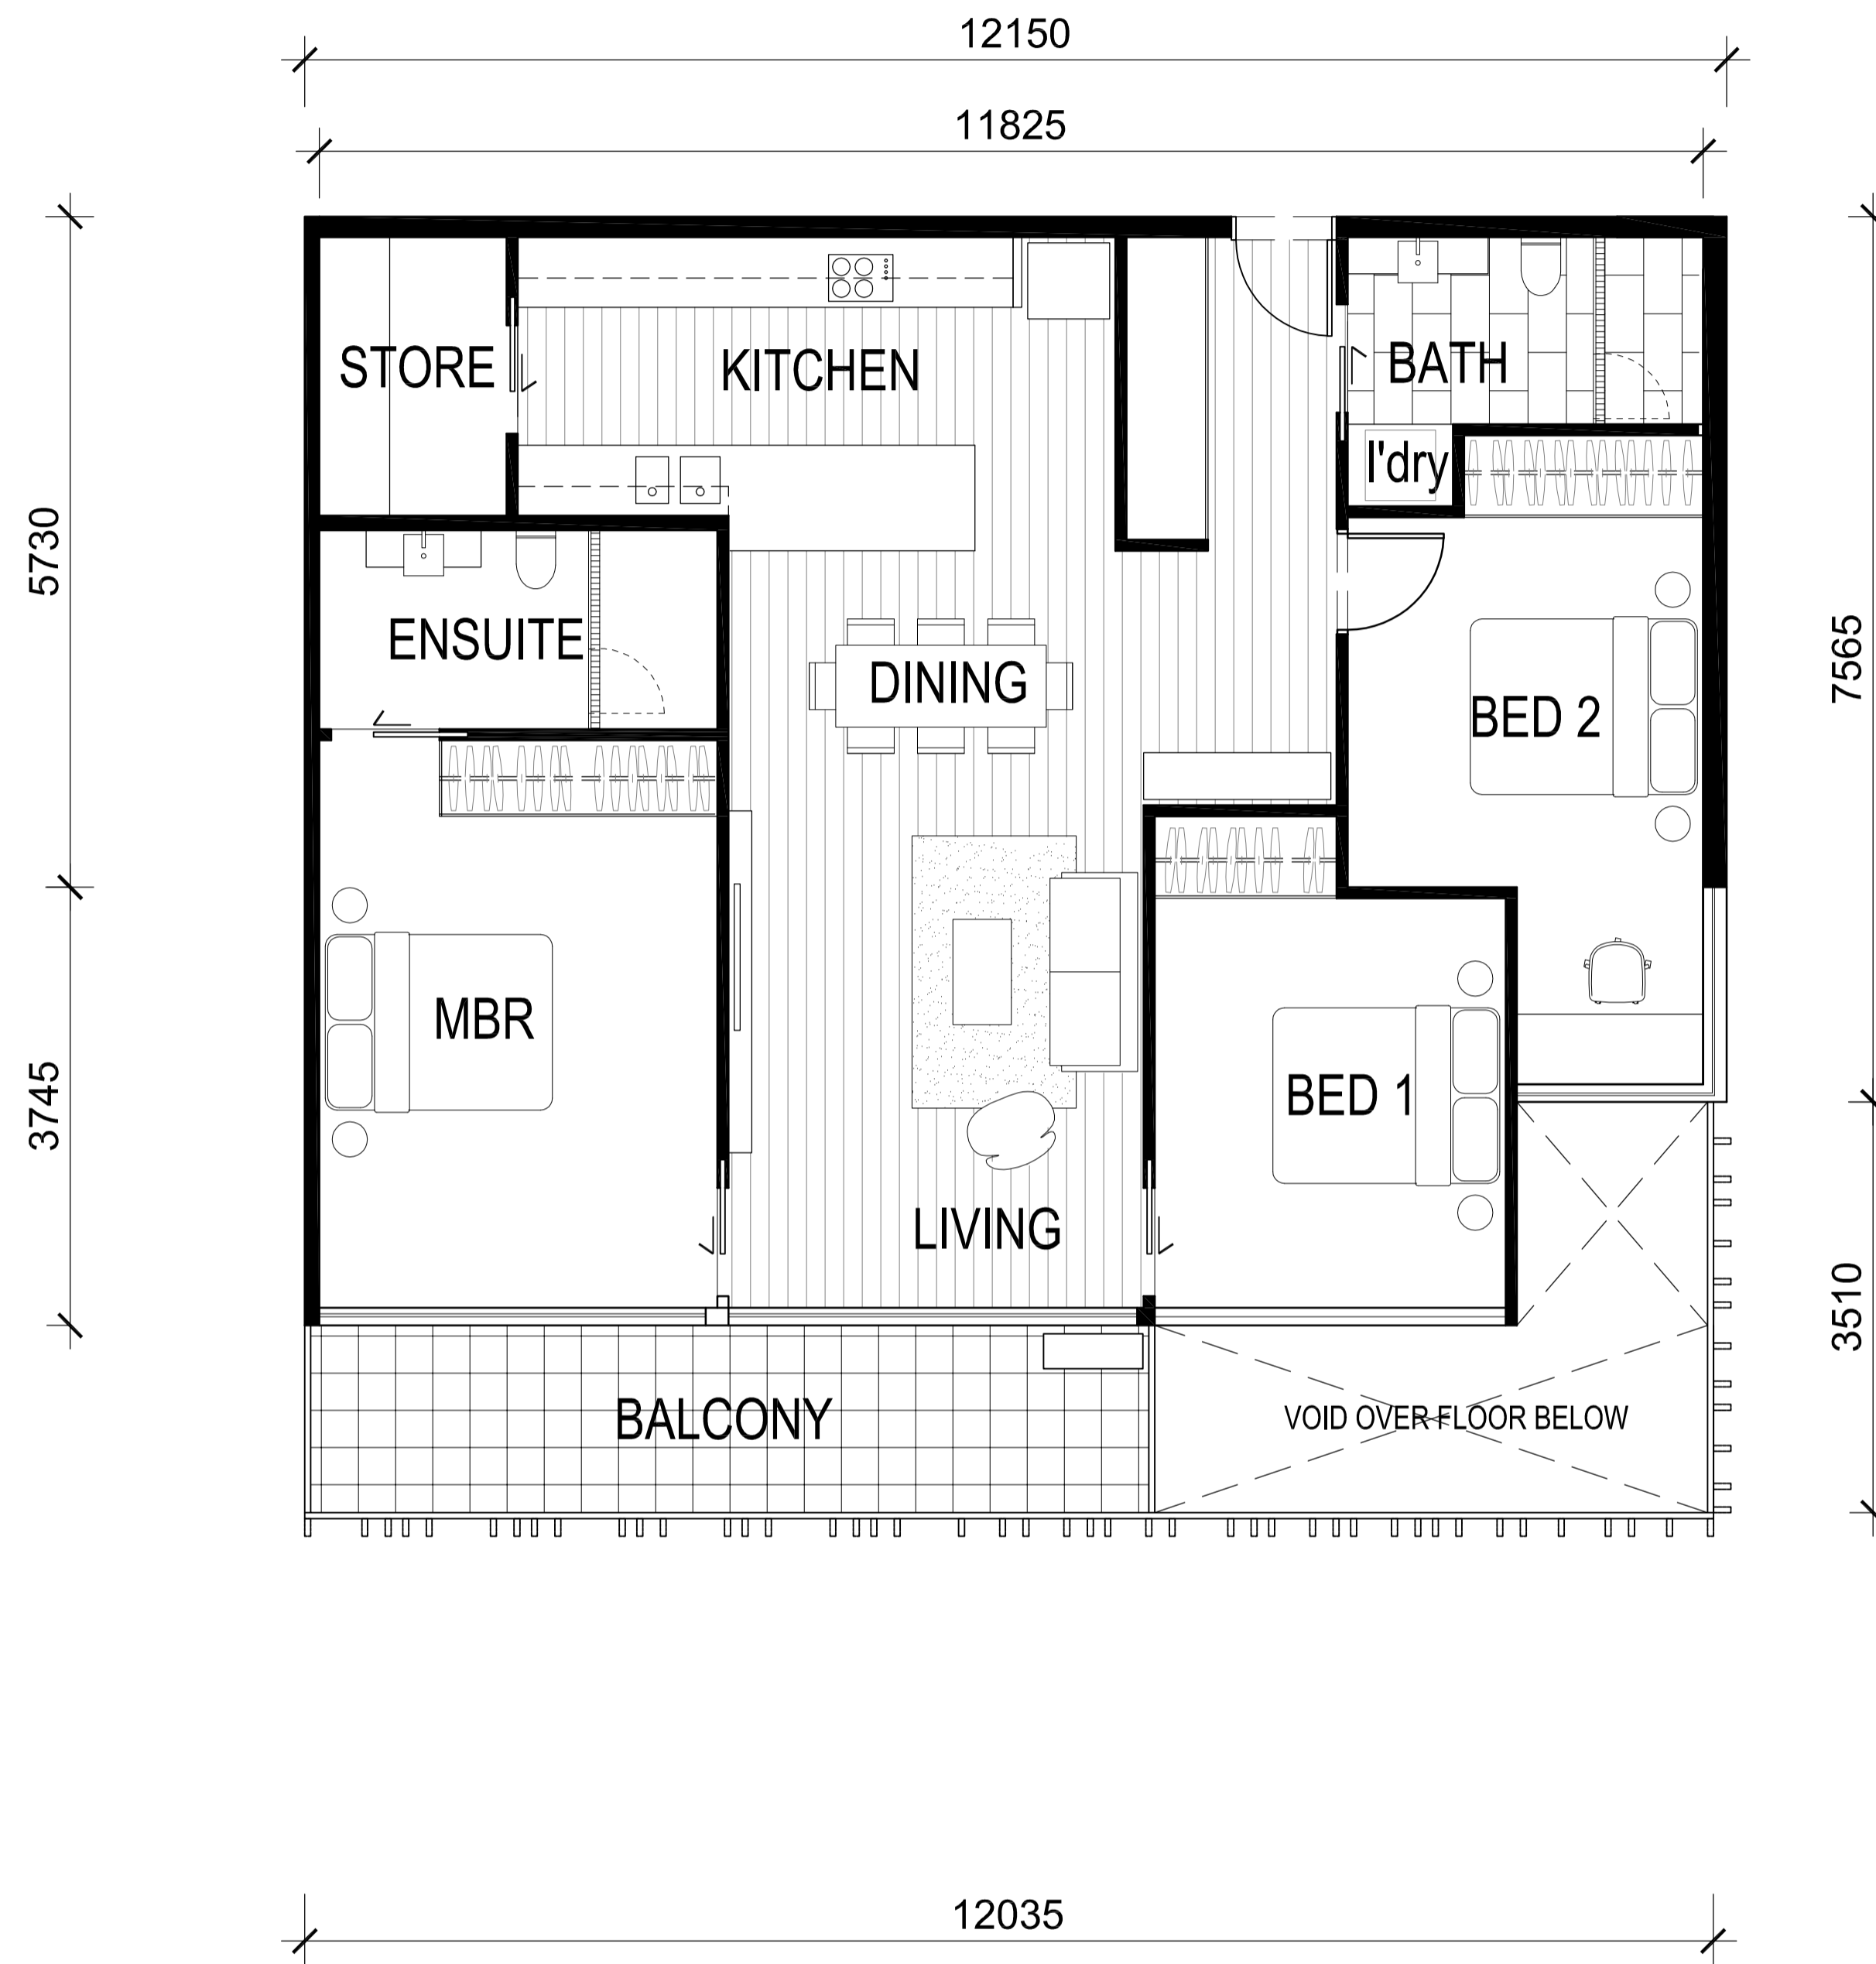 12150
11825
STORE
KITCHEN
BATH
l'dry
5730
ENSUITE
DINING
BED 2
7565
MBR
BED 1
3745
LIVING
3510
BALCONY
VOID OVER FLOOR BELOW
12035